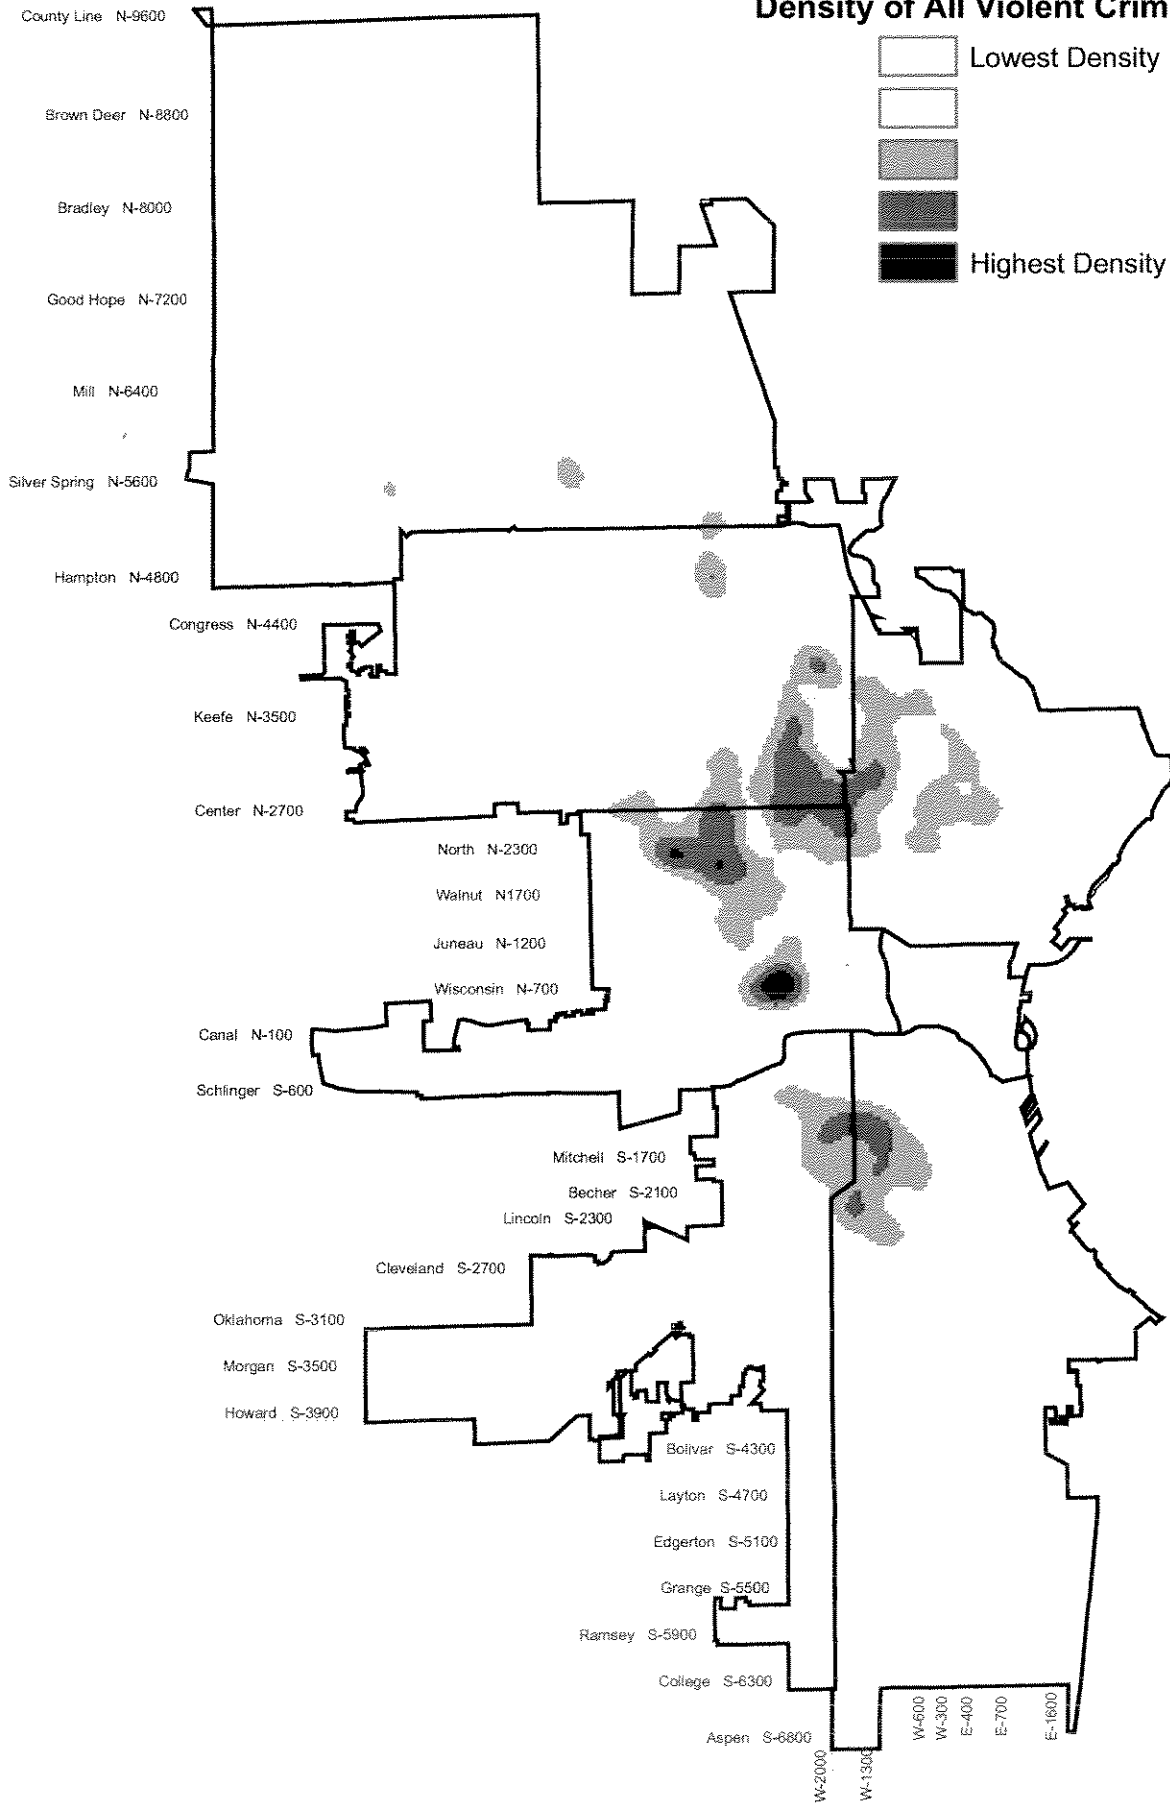 Density of All Violent Crim
Lowest Density
Highest Density
County Line N-9600
Brown Deer N-8800
Bradley N-8000
Good Hope N-7200
Mill N-6400
Silver Spring N-5600
Hampton N-4800
Congress N-4400
Keefe N-3500
Center N-2700
North N-2300
Walnut N1700
Juneau N-1200
Wisconsin N-700
Canal N-100
Schlinger S-600
Mitchell S-1700
Becher S-2100
Lincoln S-2300
Cleveland S-2700
Oklahoma S-3100
Morgan S-3500
Howard S-3900
Bolivar S-4300
Layton S-4700
Edgerton S-5100
Grange S-5500
Ramsey S-5900
College S-6300
Aspen S-6800
W-2000
W-1300
W-600
W-300
E-400
E-700
E-1600